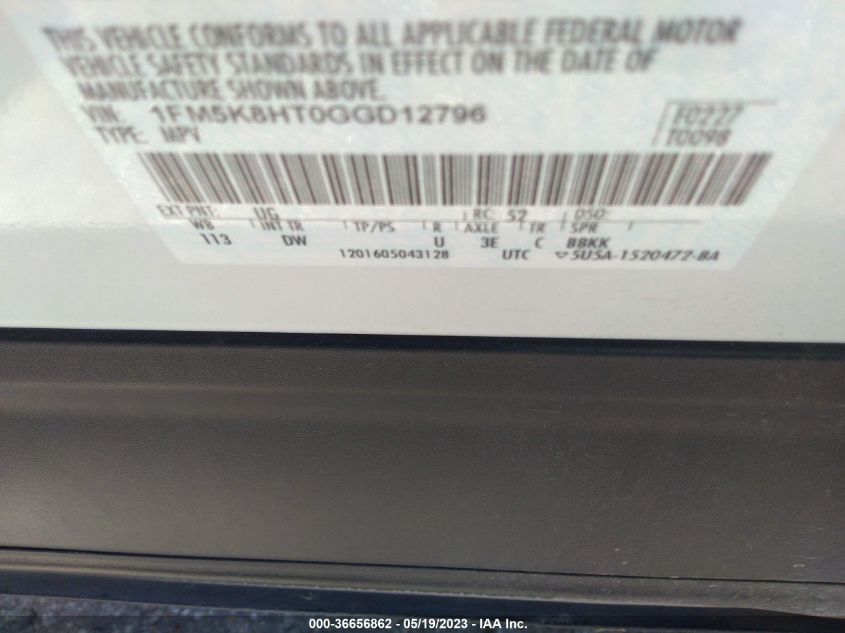 THIS VEHICLE CONFORMS TO ALL APPLICABLE FEDERAL MOTOR
VEHICLE SAFETY STANDARDS IN EFFECT ON THE DATE OF
MANUFACTURE SHOWN ABOVE.
VIN: 1FM5K8HT0GGD12796
TYPE: MPV
F0227
T0098
EXT PNT: UG RC: 52 DSO:
WB INT TR TP/PS R AXLE TR SPR
113 DW U 3E C BBKK
1201605043128 UTC ▽5U5A-1520472-BA
000-36656862 - 05/19/2023 - IAA Inc.